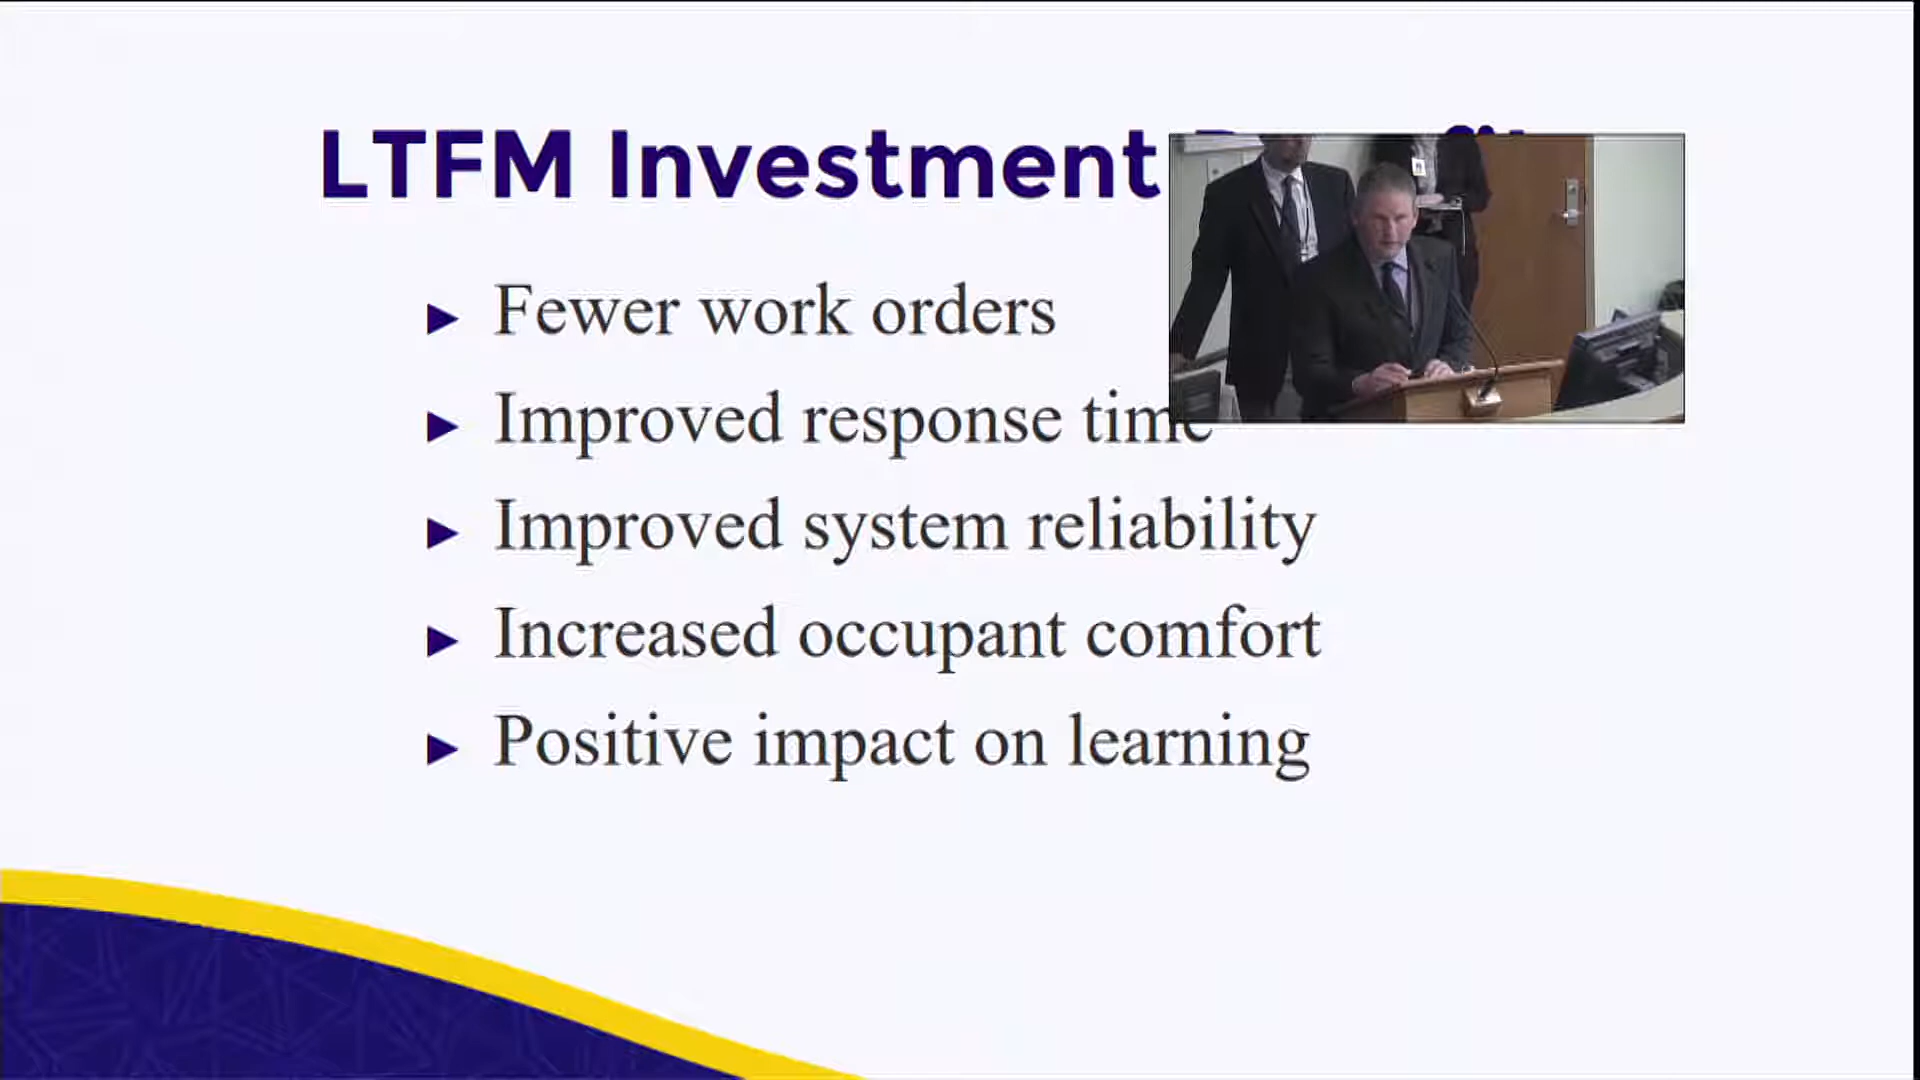 LTFM Investment
Fewer work orders
Improved response time
Improved system reliability
Increased occupant comfort
Positive impact on learning